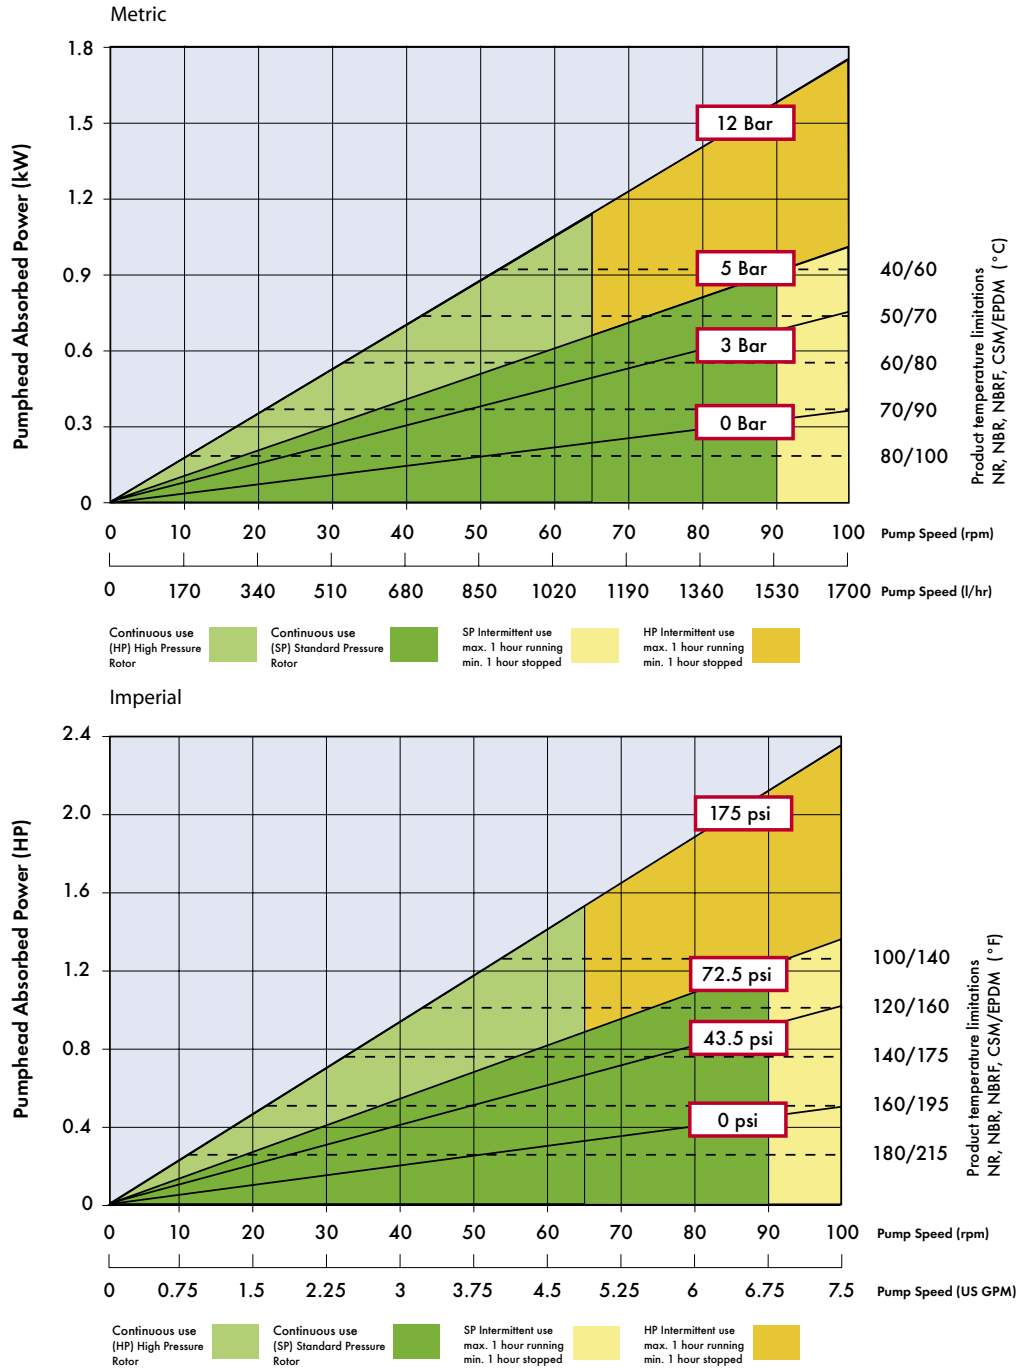 Metric
Pumphead Absorbed Power (kW)
1.8
1.5
1.2
0.9
0.6
0.3
0
12 Bar
5 Bar
3 Bar
0 Bar
40/60
50/70
60/80
70/90
80/100
Product temperature limitations
NR, NBR, NBRF, CSM/EPDM (°C)
0 10 20 30 40 50 60 70 80 90 100 Pump Speed (rpm)
0 170 340 510 680 850 1020 1190 1360 1530 1700 Pump Speed (l/hr)
Continuous use
(HP) High Pressure
Rotor
Continuous use
(SP) Standard Pressure
Rotor
SP Intermittent use
max. 1 hour running
min. 1 hour stopped
HP Intermittent use
max. 1 hour running
min. 1 hour stopped
Imperial
Pumphead Absorbed Power (HP)
2.4
2.0
1.6
1.2
0.8
0.4
0
175 psi
72.5 psi
43.5 psi
0 psi
100/140
120/160
140/175
160/195
180/215
Product temperature limitations
NR, NBR, NBRF, CSM/EPDM (°F)
0 10 20 30 40 50 60 70 80 90 100 Pump Speed (rpm)
0 0.75 1.5 2.25 3 3.75 4.5 5.25 6 6.75 7.5 Pump Speed (US GPM)
Continuous use
(HP) High Pressure
Rotor
Continuous use
(SP) Standard Pressure
Rotor
SP Intermittent use
max. 1 hour running
min. 1 hour stopped
HP Intermittent use
max. 1 hour running
min. 1 hour stopped